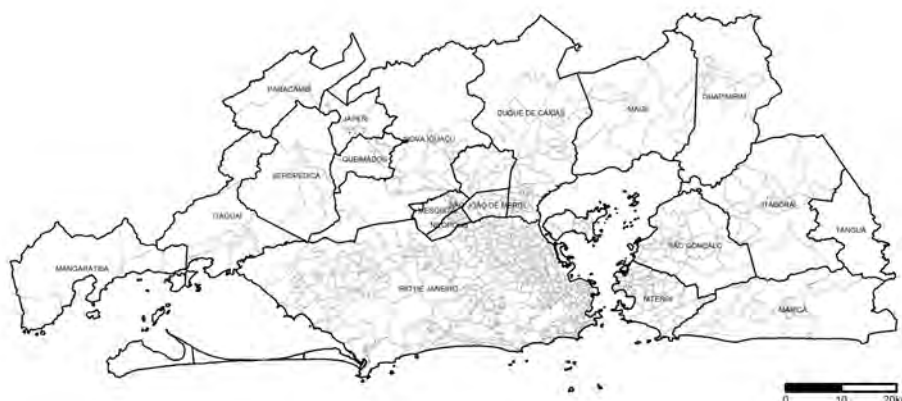 PARACAMBI
GUAPIMIRIM
MAGÉ
DUQUE DE CAXIAS
JAPERI
NOVA IGUAÇU
QUEIMADOS
SEROPÉDICA
ITABORAÍ
MESQUITA
SÃO JOÃO DE MERITI
ITAGUAÍ
NILÓPOLIS
TANGUÁ
SÃO GONÇALO
MANGARATIBA
RIO DE JANEIRO
NITERÓI
MARICÁ
0 10 20km